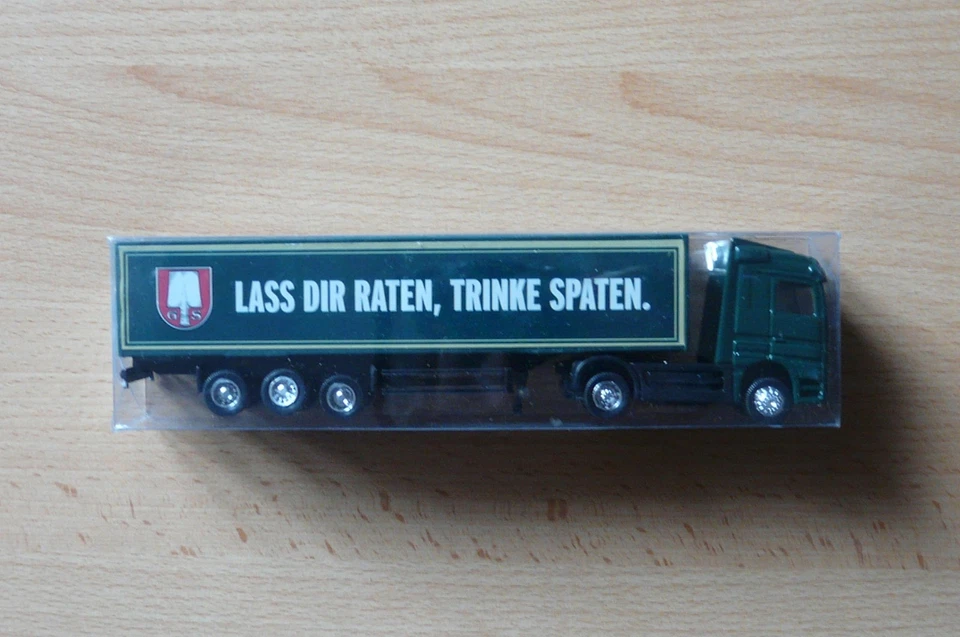 G S
LASS DIR RATEN, TRINKE SPATEN.